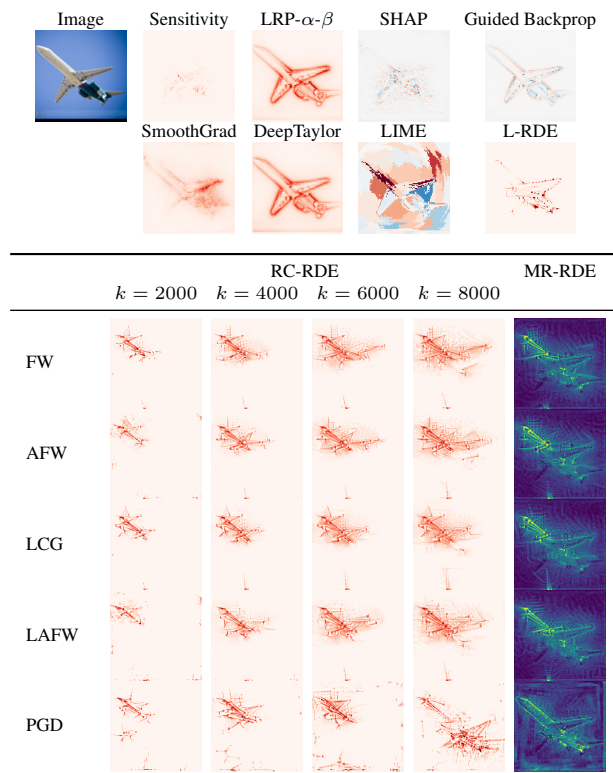 Image Sensitivity LRP-α-β SHAP Guided Backprop
SmoothGrad DeepTaylor LIME L-RDE
RC-RDE MR-RDE
k = 2000 k = 4000 k = 6000 k = 8000
FW
AFW
LCG
LAFW
PGD